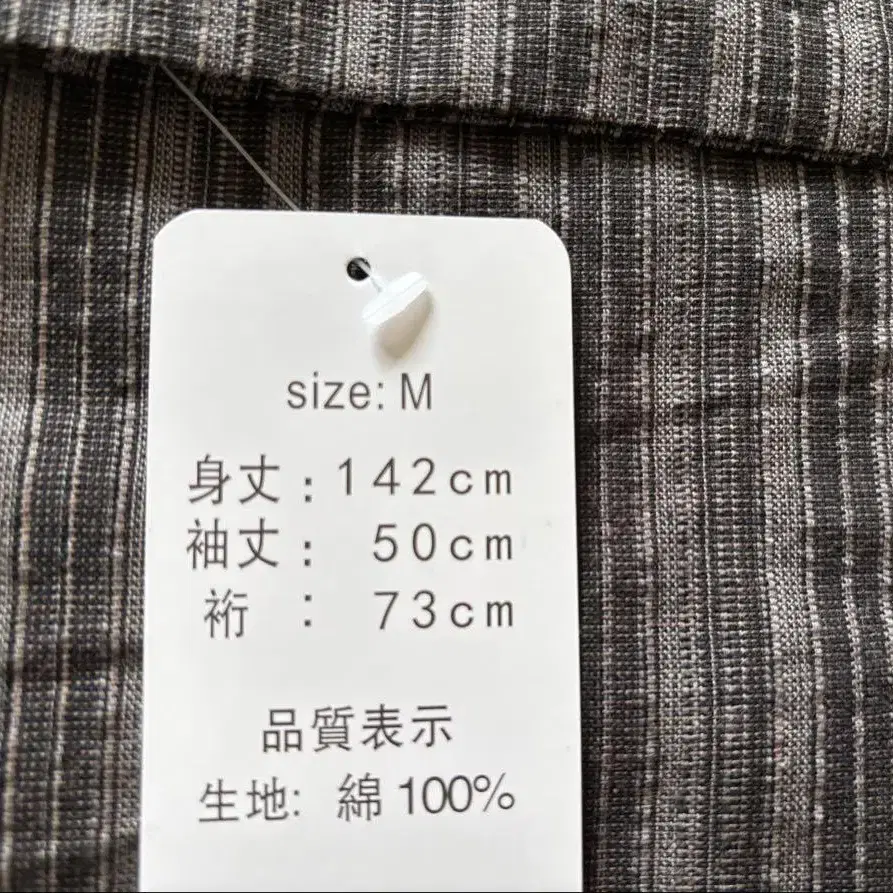 size: M
身丈：142cm
袖丈： 50cm
裄 ： 73cm
品質表示
生地: 綿 100%